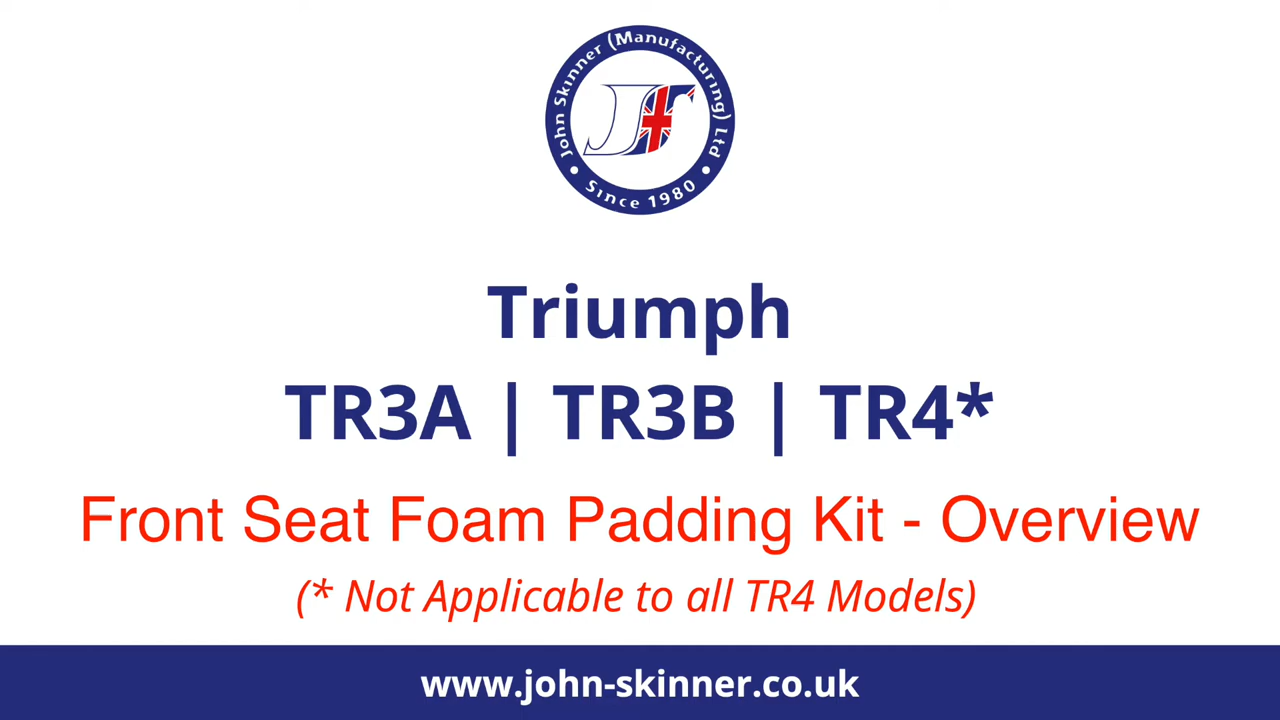 John Skinner (Manufacturing) Ltd
JS
• Since 1980 •
Triumph
TR3A | TR3B | TR4*
Front Seat Foam Padding Kit - Overview
(* Not Applicable to all TR4 Models)
www.john-skinner.co.uk